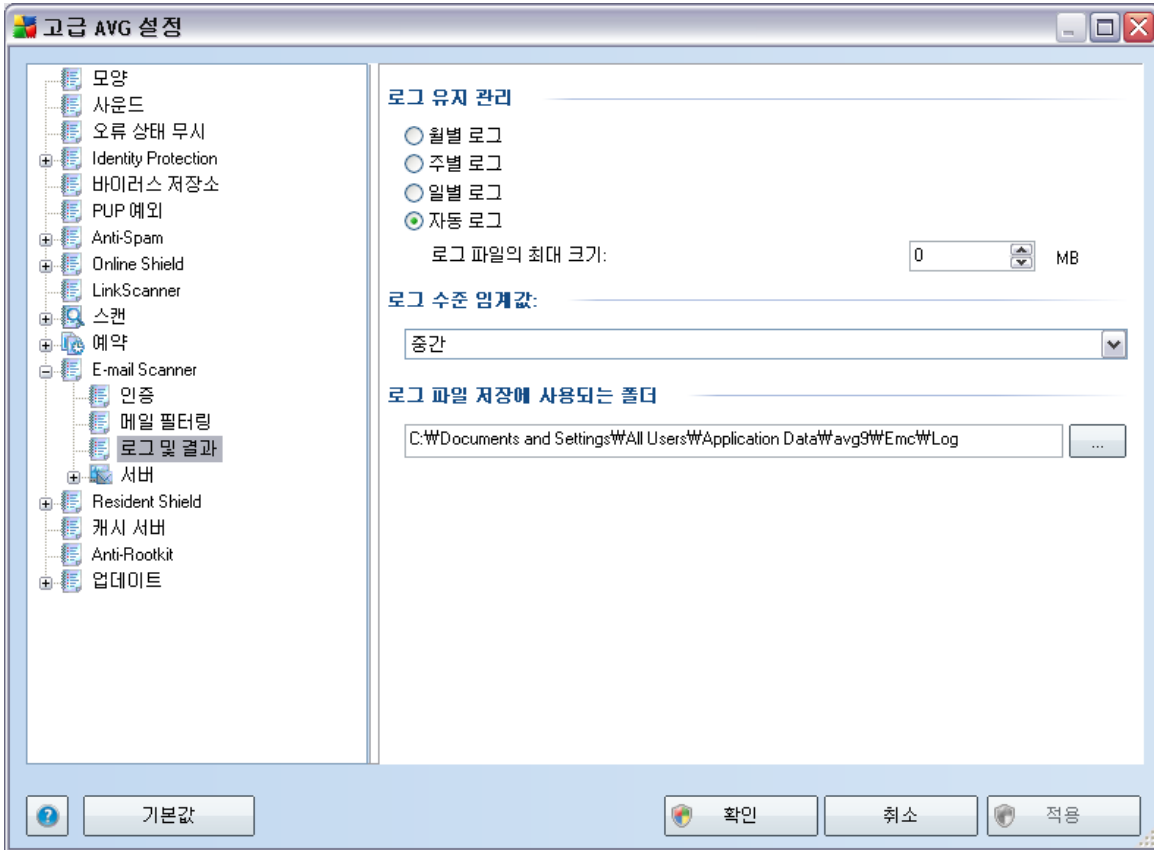 고급 AVG 설정
모양
사운드
오류 상태 무시
Identity Protection
바이러스 저장소
PUP 예외
Anti-Spam
Online Shield
LinkScanner
스캔
예약
E-mail Scanner
인증
메일 필터링
로그 및 결과
서버
Resident Shield
캐시 서버
Anti-Rootkit
업데이트
로그 유지 관리
월별 로그
주별 로그
일별 로그
자동 로그
로그 파일의 최대 크기: 0 MB
로그 수준 임계값:
중간
로그 파일 저장에 사용되는 폴더
C:₩Documents and Settings₩All Users₩Application Data₩avg9₩Emc₩Log ...
기본값 확인 취소 적용